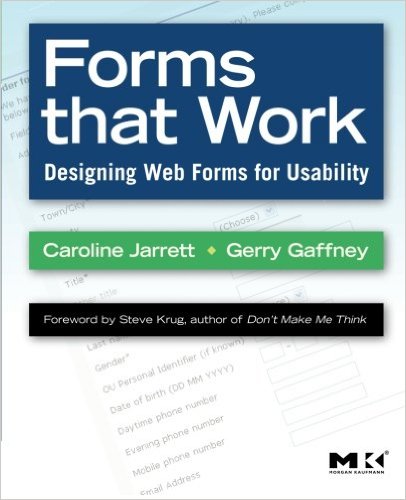 Forms
that Work
Designing Web Forms for Usability
Caroline Jarrett ◆ Gerry Gaffney
Foreword by Steve Krug, author of Don't Make Me Think
Town/City*
(Choose)
Title*
Gender*
OU Personal Identifier (if known)
Date of birth (DD MM YYYY)
Daytime phone number
Evening phone number
Mobile phone number
Email Address
MK
MORGAN KAUFMANN